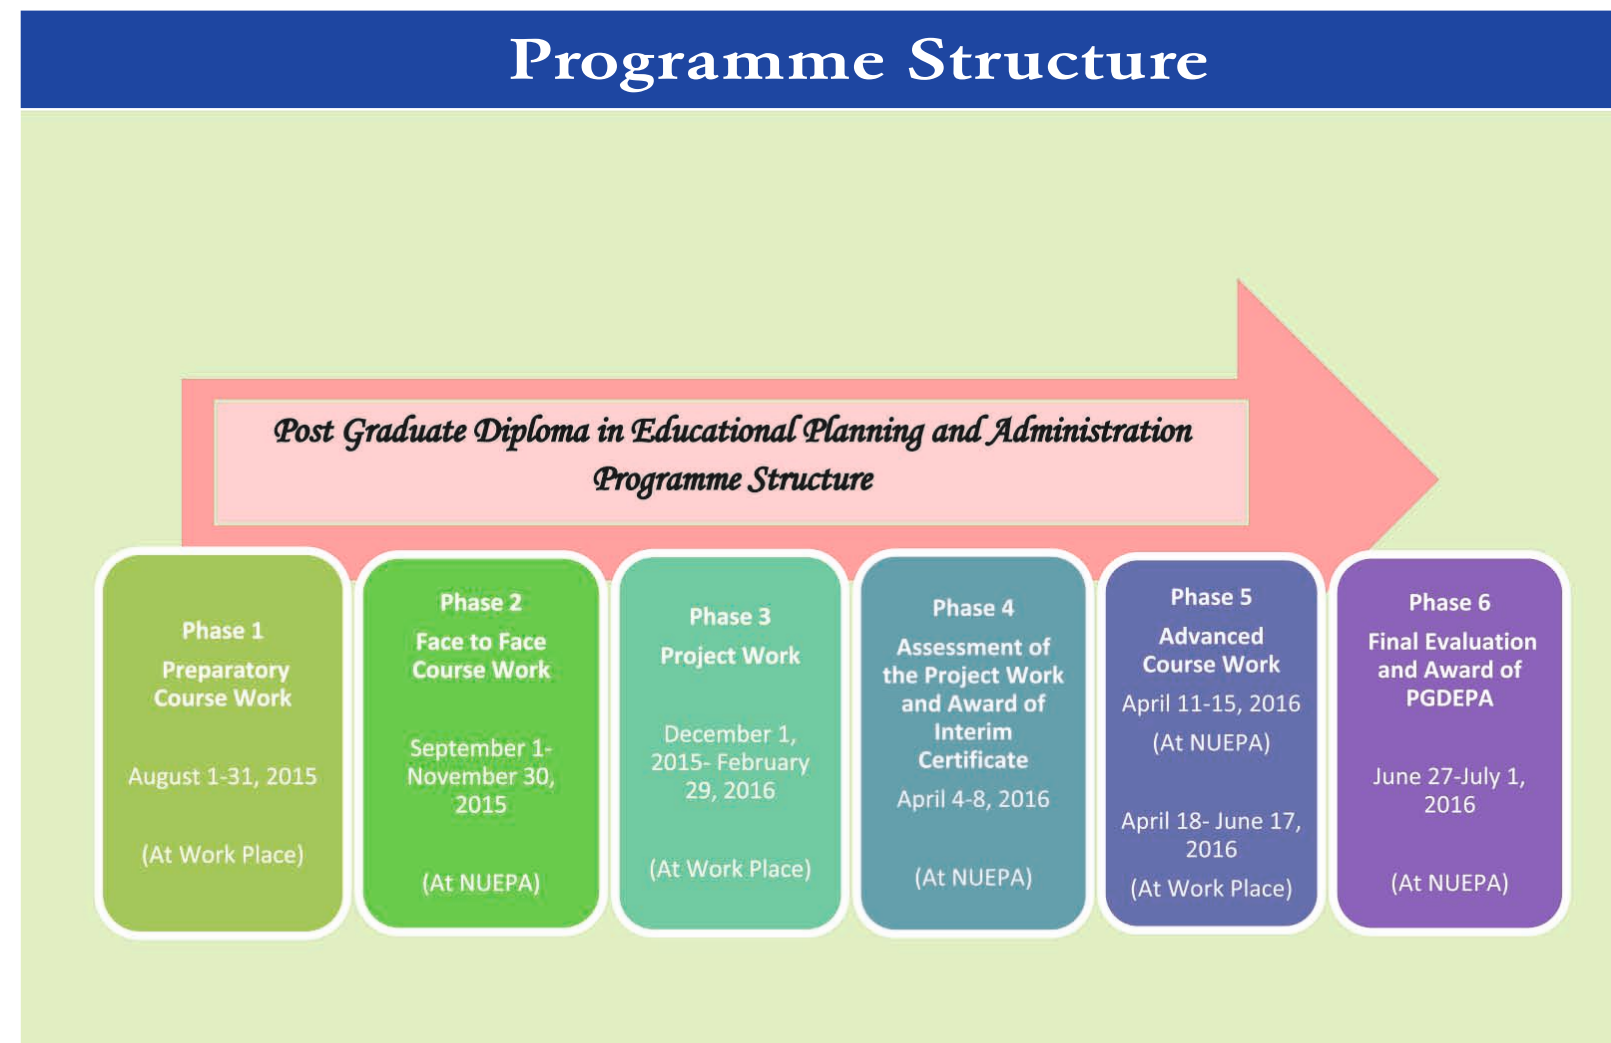 Programme Structure
Post Graduate Diploma in Educational Planning and Administration
Programme Structure
Phase 1
Preparatory
Course Work
August 1-31, 2015
(At Work Place)
Phase 2
Face to Face
Course Work
September 1-
November 30,
2015
(At NUEPA)
Phase 3
Project Work
December 1,
2015- February
29, 2016
(At Work Place)
Phase 4
Assessment of
the Project Work
and Award of
Interim
Certificate
April 4-8, 2016
(At NUEPA)
Phase 5
Advanced
Course Work
April 11-15, 2016
(At NUEPA)
April 18- June 17,
2016
(At Work Place)
Phase 6
Final Evaluation
and Award of
PGDEPA
June 27-July 1,
2016
(At NUEPA)